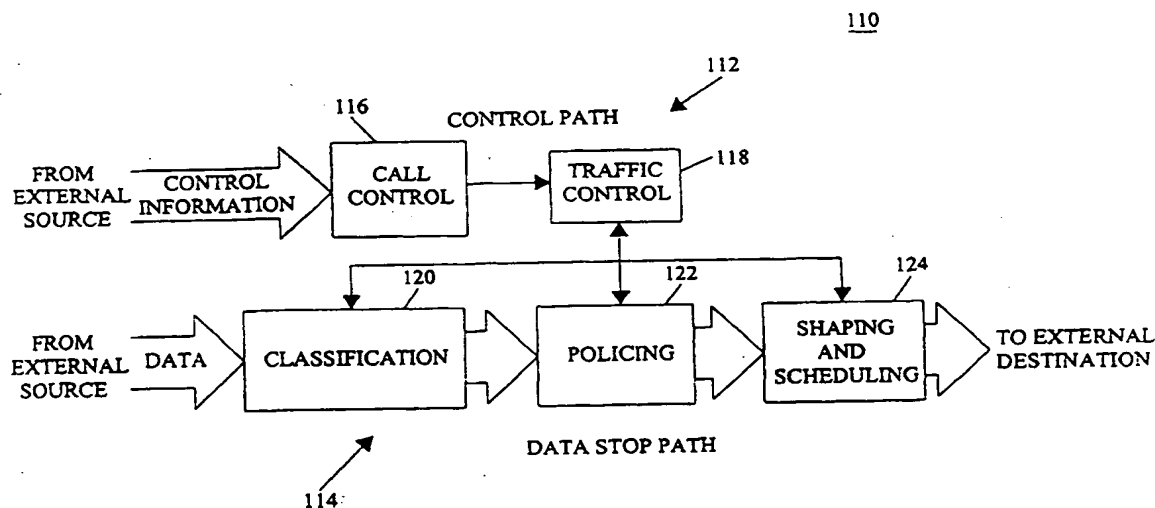 110
112
116
CONTROL PATH
118
FROM
EXTERNAL
SOURCE
CONTROL
INFORMATION
CALL
CONTROL
TRAFFIC
CONTROL
120
122
124
FROM
EXTERNAL
SOURCE
DATA
CLASSIFICATION
POLICING
SHAPING
AND
SCHEDULING
TO EXTERNAL
DESTINATION
DATA STOP PATH
114